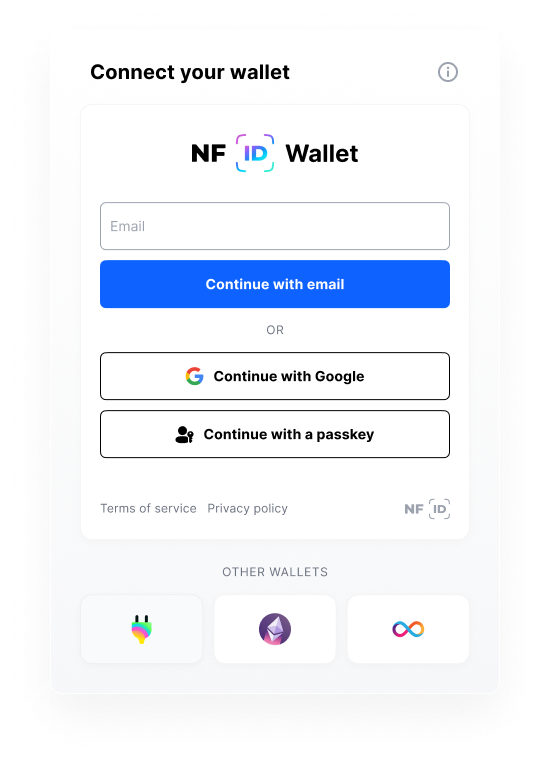 Connect your wallet
NF ID Wallet
Email
Continue with email
OR
Continue with Google
Continue with a passkey
Terms of service Privacy policy NF ID
OTHER WALLETS